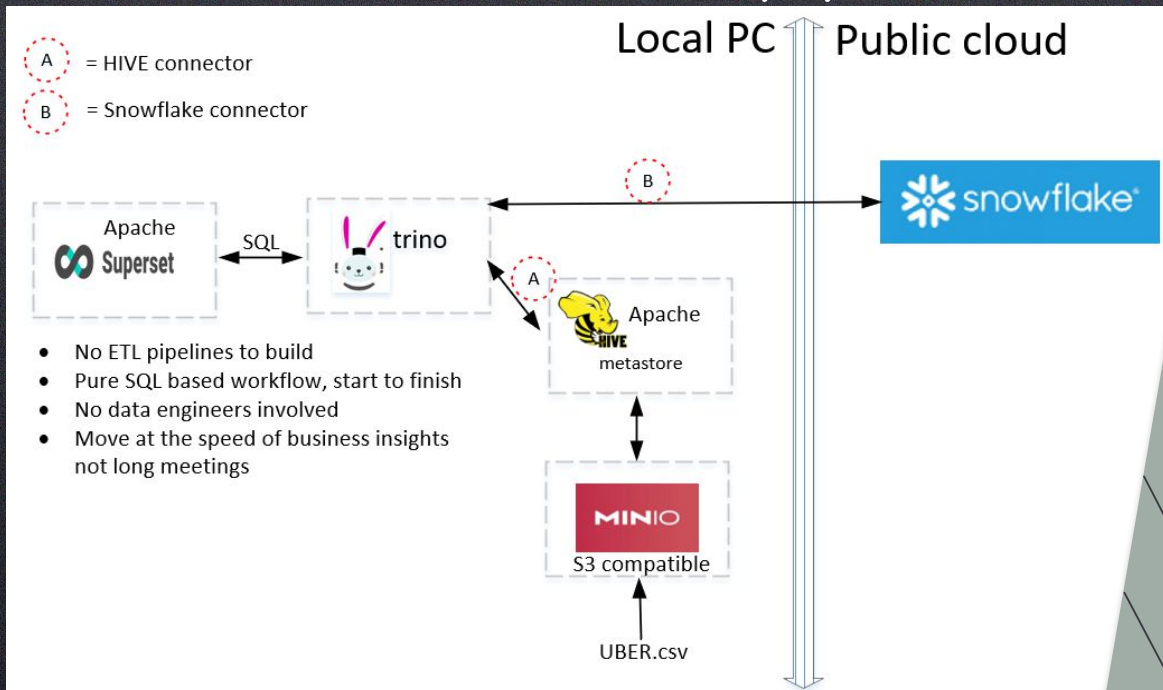 Local PC
Public cloud
A = HIVE connector
B = Snowflake connector
B
snowflake®
Apache
Superset
SQL
trino
A
Apache
HIVE
metastore
• No ETL pipelines to build
• Pure SQL based workflow, start to finish
• No data engineers involved
• Move at the speed of business insights
not long meetings
MINIO
S3 compatible
UBER.csv